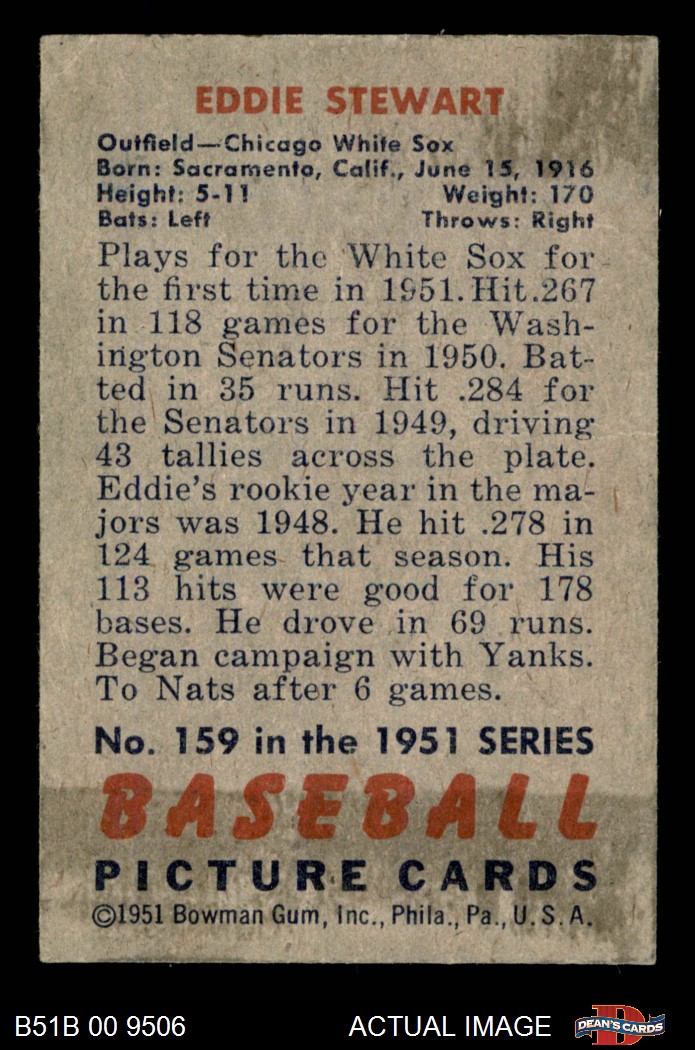 EDDIE STEWART
Outfield—Chicago White Sox
Born: Sacramento, Calif., June 15, 1916
Height: 5-11 Weight: 170
Bats: Left Throws: Right
Plays for the White Sox for
the first time in 1951. Hit .267
in 118 games for the Wash-
ington Senators in 1950. Bat-
ted in 35 runs. Hit .284 for
the Senators in 1949, driving
43 tallies across the plate.
Eddie's rookie year in the ma-
jors was 1948. He hit .278 in
124 games that season. His
113 hits were good for 178
bases. He drove in 69 runs.
Began campaign with Yanks.
To Nats after 6 games.
No. 159 in the 1951 SERIES
BASEBALL
PICTURE CARDS
©1951 Bowman Gum, Inc., Phila., Pa., U. S. A.
B51B 00 9506 ACTUAL IMAGE D DEAN'S CARDS